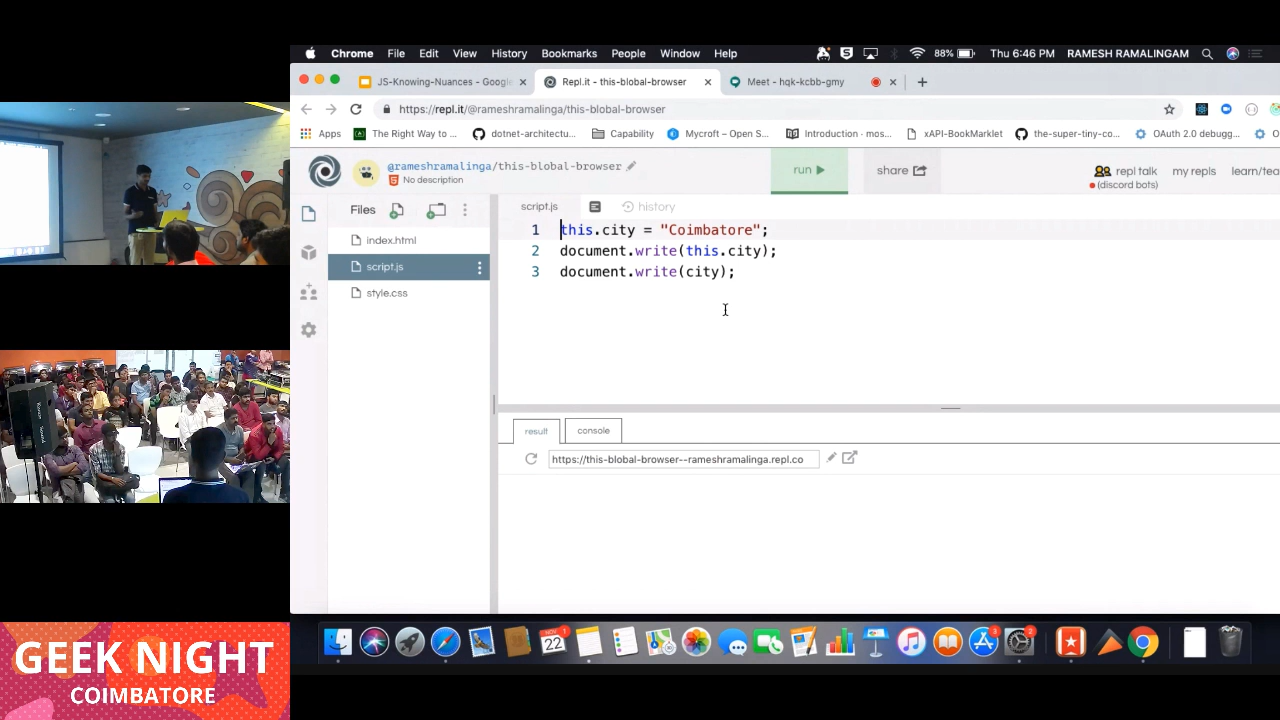 Chrome File Edit View History Bookmarks People Window Help 88% Thu 6:46 PM RAMESH RAMALINGAM
JS-Knowing-Nuances - Google
Repl.it - this-blobal-browser
Meet - hqk-kcbb-gmy
https://repl.it/@rameshramalinga/this-blobal-browser
Apps The Right Way to ... dotnet-architectu... Capability Mycroft – Open S... Introduction · mos... xAPI-BooKMarklet the-super-tiny-co... OAuth 2.0 debugg...
@rameshramalinga/this-blobal-browser
No description
run
share
repl talk
(discord bots)
my repls
learn/tea
Files
index.html
script.js
style.css
script.js
history
1 this.city = "Coimbatore";
2 document.write(this.city);
3 document.write(city);
result
console
https://this-blobal-browser--rameshramalinga.repl.co
NOV
22
GEEK NIGHT
COIMBATORE